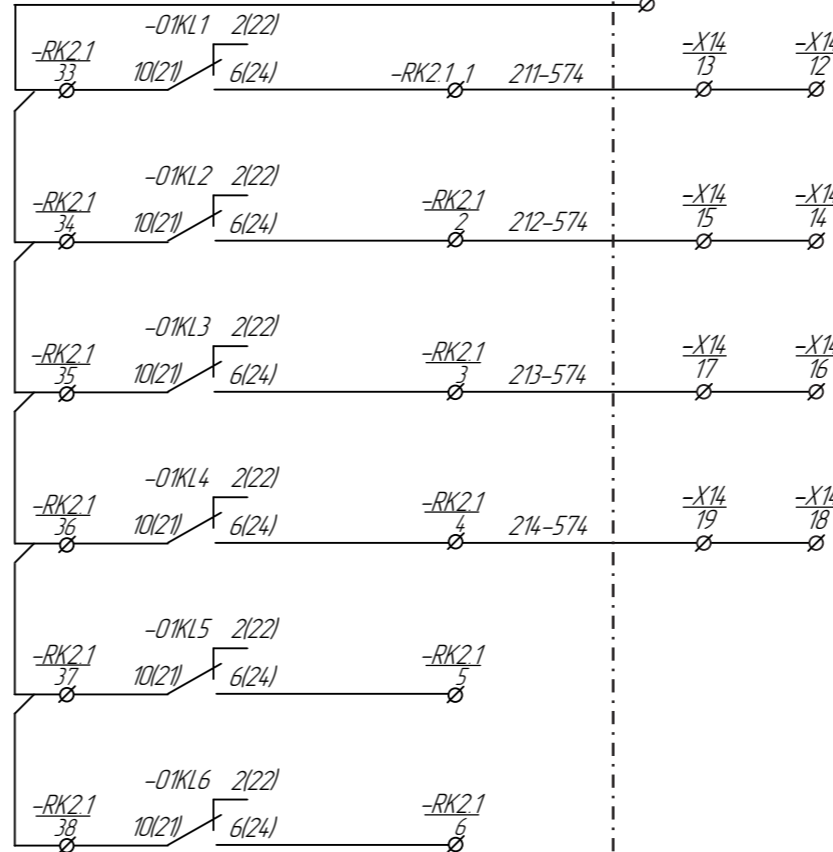 -01KL1 2(22)
-RK2.1 33 10(21) 6(24) -RK2.1 1 211-574 -X14 13 -X14 12
-01KL2 2(22)
-RK2.1 34 10(21) 6(24) -RK2.1 2 212-574 -X14 15 -X14 14
-01KL3 2(22)
-RK2.1 35 10(21) 6(24) -RK2.1 3 213-574 -X14 17 -X14 16
-01KL4 2(22)
-RK2.1 36 10(21) 6(24) -RK2.1 4 214-574 -X14 19 -X14 18
-01KL5 2(22)
-RK2.1 37 10(21) 6(24) -RK2.1 5
-01KL6 2(22)
-RK2.1 38 10(21) 6(24) -RK2.1 6